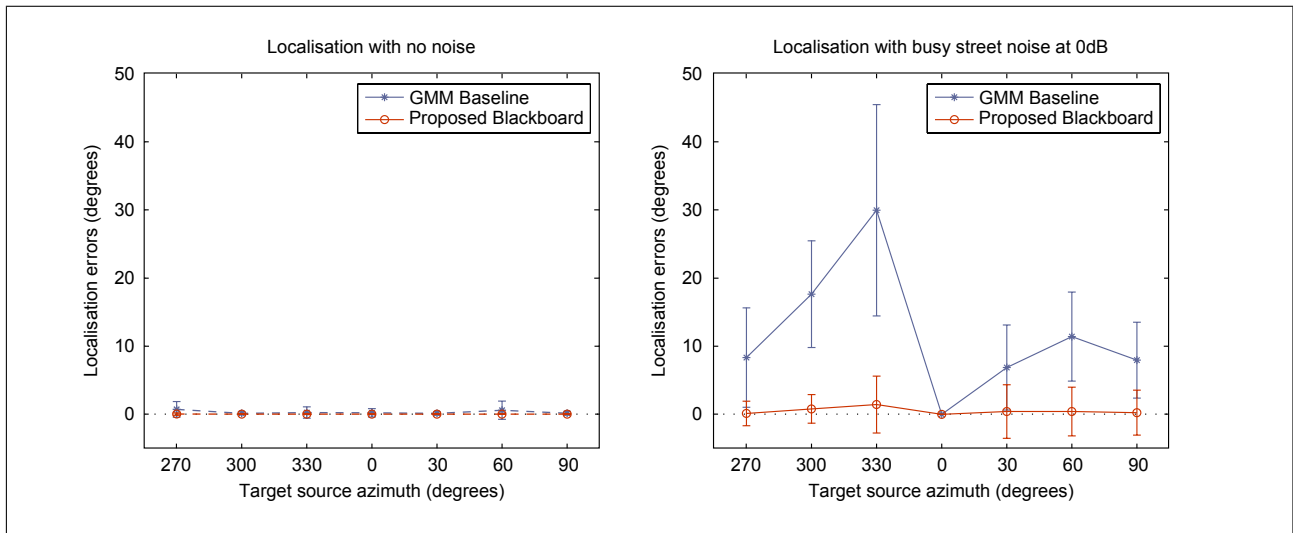 Localisation with no noise
50
40
30
20
10
0
Localisation errors (degrees)
GMM Baseline
Proposed Blackboard
270 300 330 0 30 60 90
Target source azimuth (degrees)
Localisation with busy street noise at 0dB
50
40
30
20
10
0
Localisation errors (degrees)
GMM Baseline
Proposed Blackboard
270 300 330 0 30 60 90
Target source azimuth (degrees)